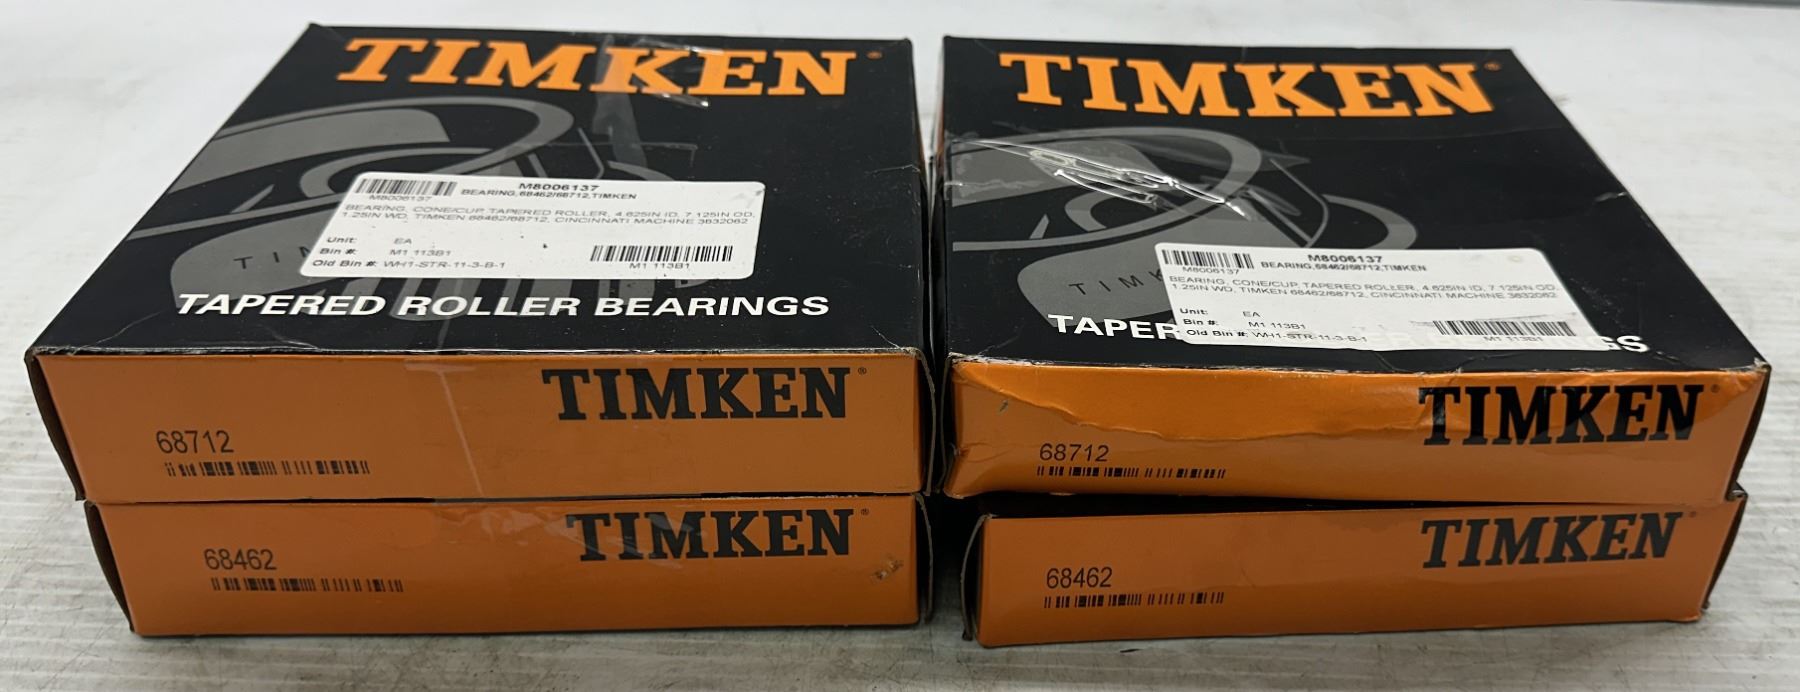 TIMKEN®
M8006137
M8006137
BEARING,68462/68712,TIMKEN
BEARING, CONE/CUP, TAPERED ROLLER, 4.625IN ID, 7.125IN OD,
1.25IN WD, TIMKEN 68462/68712, CINCINNATI MACHINE 3832062
Unit: EA
Bin #: M1 113B1
Old Bin #: WH1-STR-11-3-B-1
M1 113B1
TIM
TAPERED ROLLER BEARINGS
TIMKEN®
68712
TIMKEN®
68462
TIMKEN®
M8006137
M8006137
BEARING,68462/68712,TIMKEN
BEARING, CONE/CUP, TAPERED ROLLER, 4.625IN ID, 7.125IN OD,
1.25IN WD, TIMKEN 68462/68712, CINCINNATI MACHINE 3832062
Unit: EA
Bin #: M1 113B1
Old Bin #: WH1-STR-11-3-B-1
M1 113B1
TIMK
TAPER GS
TIMKEN®
68712
TIMKEN®
68462